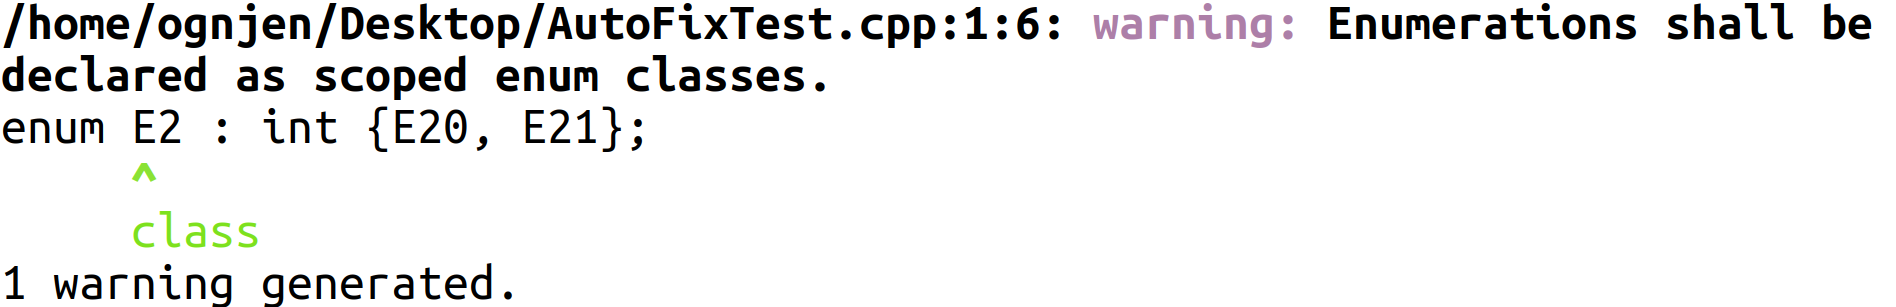 /home/ognjen/Desktop/AutoFixTest.cpp:1:6: warning: Enumerations shall be
declared as scoped enum classes.
enum E2 : int {E20, E21};
^
class
1 warning generated.